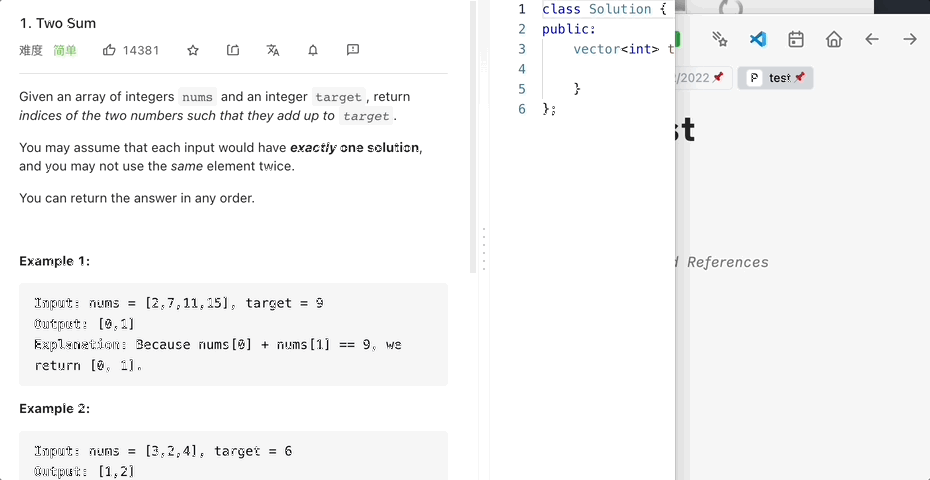 1. Two Sum
难度 简单 14381
Given an array of integers nums and an integer target, return
indices of the two numbers such that they add up to target.
You may assume that each input would have exactly one solution,
and you may not use the same element twice.
You can return the answer in any order.
Example 1:
Input: nums = [2,7,11,15], target = 9
Output: [0,1]
Explanation: Because nums[0] + nums[1] == 9, we
return [0, 1].
Example 2:
Input: nums = [3,2,4], target = 6
Output: [1,2]
1 class Solution {
2 public:
3 vector<int> t
4
5 }
6 };
/2022
test
st
References